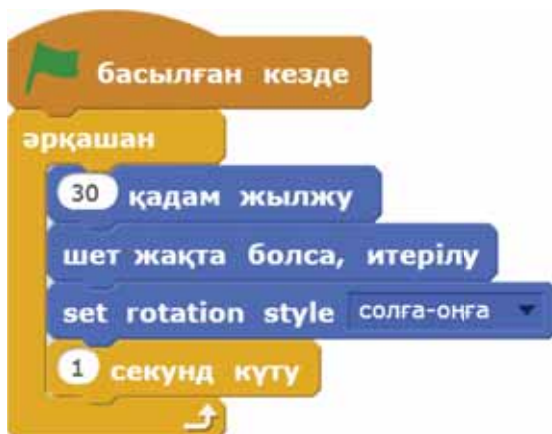 басылған кезде
әрқашан
30 қадам жылжу
шет жақта болса, итерілу
set rotation style солға-оңға
1 секунд күту